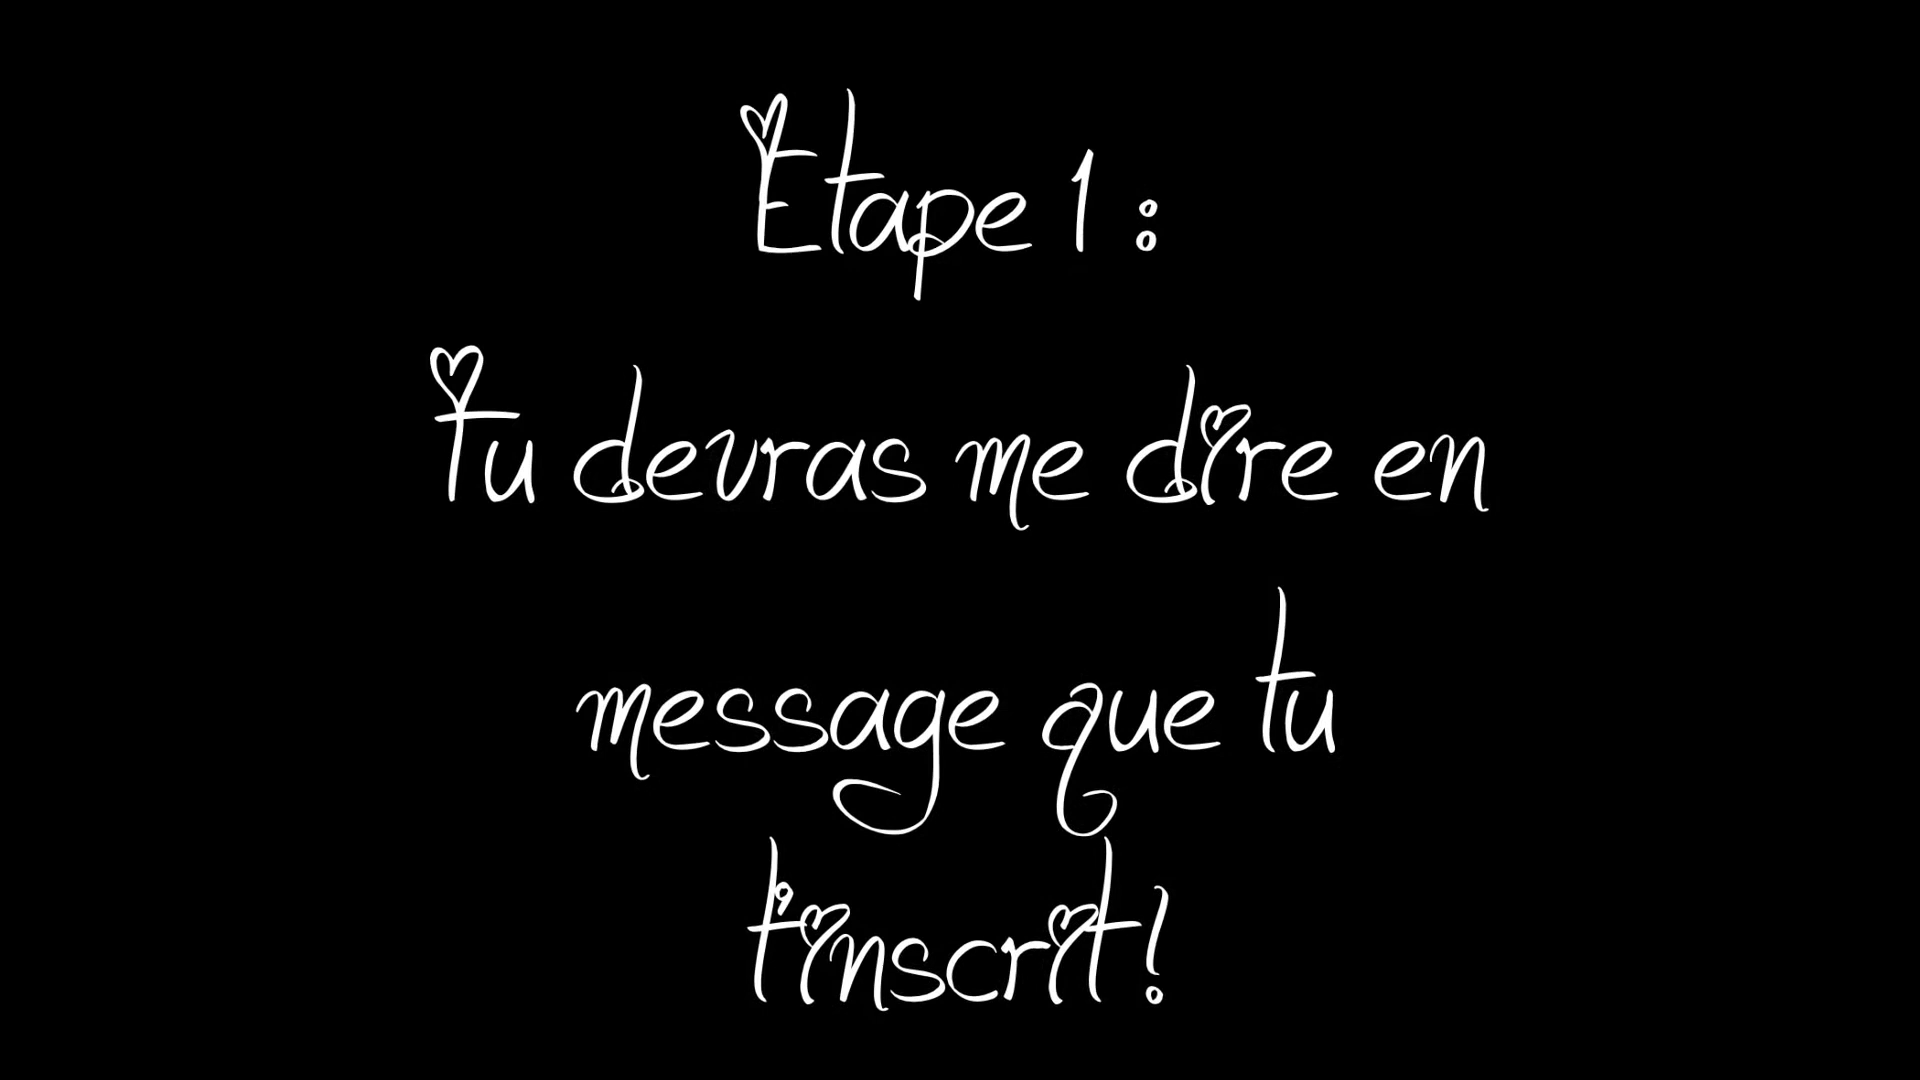 Etape 1 :
Tu devras me dire en
message que tu
t'inscrit !